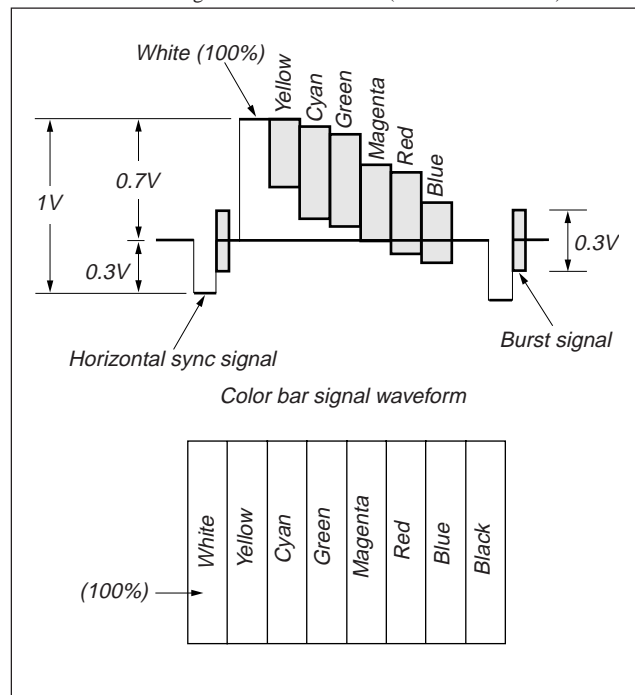 White (100%)
Yellow
Cyan
Green
Magenta
Red
Blue
0.7V
1V
0.3V
0.3V
Horizontal sync signal
Burst signal
Color bar signal waveform
White
Yellow
Cyan
Green
Magenta
Red
Blue
Black
(100%)